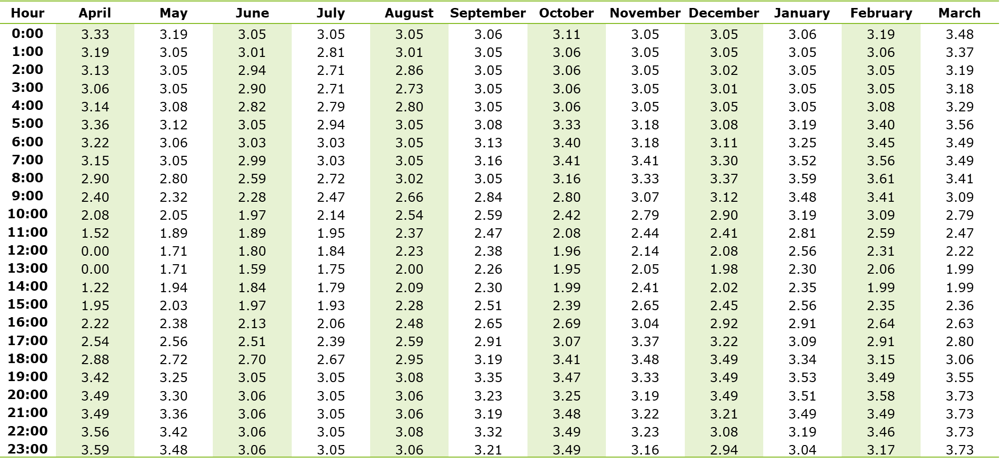 Hour April May June July August September October November December January February March
0:00 3.33 3.19 3.05 3.05 3.05 3.06 3.11 3.05 3.05 3.06 3.19 3.48
1:00 3.19 3.05 3.01 2.81 3.01 3.05 3.06 3.05 3.05 3.05 3.06 3.37
2:00 3.13 3.05 2.94 2.71 2.86 3.05 3.06 3.05 3.02 3.05 3.05 3.19
3:00 3.06 3.05 2.90 2.71 2.73 3.05 3.06 3.05 3.01 3.05 3.05 3.18
4:00 3.14 3.08 2.82 2.79 2.80 3.05 3.06 3.05 3.05 3.05 3.08 3.29
5:00 3.36 3.12 3.05 2.94 3.05 3.08 3.33 3.18 3.08 3.19 3.40 3.56
6:00 3.22 3.06 3.03 3.03 3.05 3.13 3.40 3.18 3.11 3.25 3.45 3.49
7:00 3.15 3.05 2.99 3.03 3.05 3.16 3.41 3.41 3.30 3.52 3.56 3.49
8:00 2.90 2.80 2.59 2.72 3.02 3.05 3.16 3.33 3.37 3.59 3.61 3.41
9:00 2.40 2.32 2.28 2.47 2.66 2.84 2.80 3.07 3.12 3.48 3.41 3.09
10:00 2.08 2.05 1.97 2.14 2.54 2.59 2.42 2.79 2.90 3.19 3.09 2.79
11:00 1.52 1.89 1.89 1.95 2.37 2.47 2.08 2.44 2.41 2.81 2.59 2.47
12:00 0.00 1.71 1.80 1.84 2.23 2.38 1.96 2.14 2.08 2.56 2.31 2.22
13:00 0.00 1.71 1.59 1.75 2.00 2.26 1.95 2.05 1.98 2.30 2.06 1.99
14:00 1.22 1.94 1.84 1.79 2.09 2.30 1.99 2.41 2.02 2.35 1.99 1.99
15:00 1.95 2.03 1.97 1.93 2.28 2.51 2.39 2.65 2.45 2.56 2.35 2.36
16:00 2.22 2.38 2.13 2.06 2.48 2.65 2.69 3.04 2.92 2.91 2.64 2.63
17:00 2.54 2.56 2.51 2.39 2.59 2.91 3.07 3.37 3.22 3.09 2.91 2.80
18:00 2.88 2.72 2.70 2.67 2.95 3.19 3.41 3.48 3.49 3.34 3.15 3.06
19:00 3.42 3.25 3.05 3.05 3.08 3.35 3.47 3.33 3.49 3.53 3.49 3.55
20:00 3.49 3.30 3.06 3.05 3.06 3.23 3.25 3.19 3.49 3.51 3.58 3.73
21:00 3.49 3.36 3.06 3.05 3.06 3.19 3.48 3.22 3.21 3.49 3.49 3.73
22:00 3.56 3.42 3.06 3.05 3.08 3.32 3.49 3.23 3.08 3.19 3.46 3.73
23:00 3.59 3.48 3.06 3.05 3.06 3.21 3.49 3.16 2.94 3.04 3.17 3.73